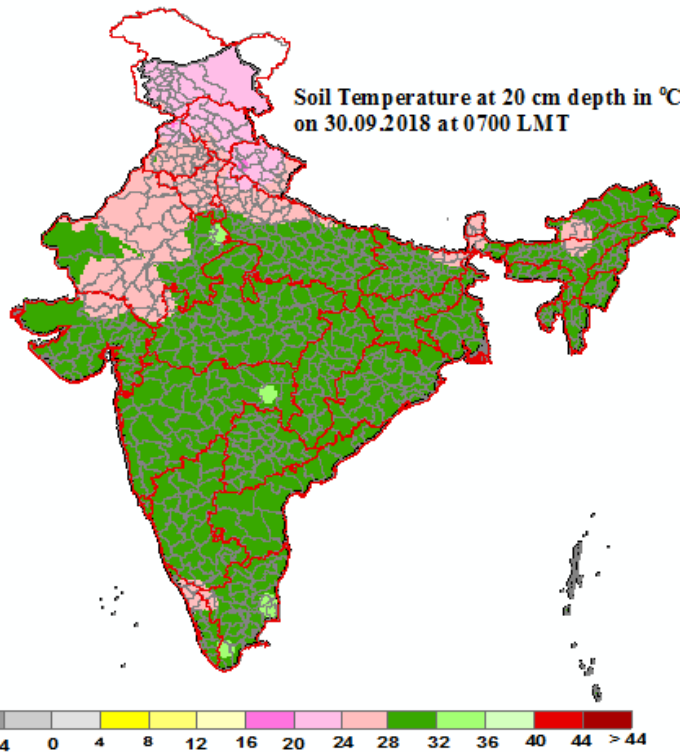 Soil Temperature at 20 cm depth in ⁰C
on 30.09.2018 at 0700 LMT
4 0 4 8 12 16 20 24 28 32 36 40 44 >44